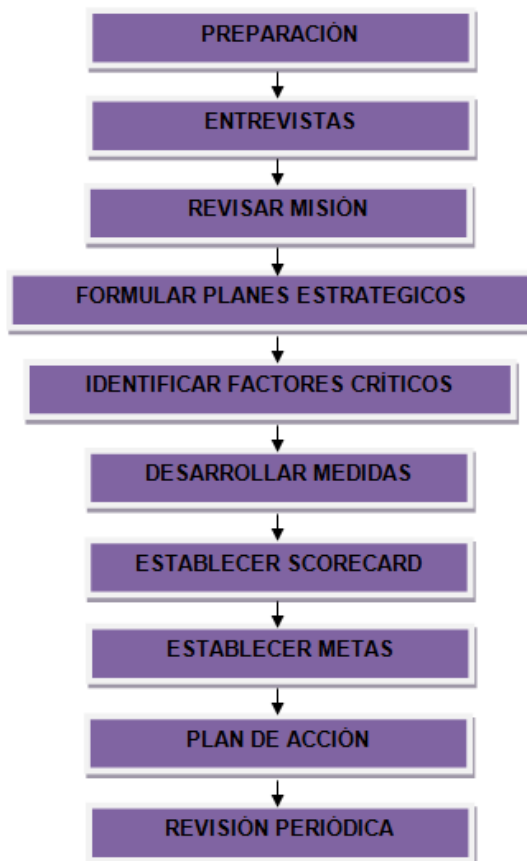 PREPARACIÓN
ENTREVISTAS
REVISAR MISIÓN
FORMULAR PLANES ESTRATEGICOS
IDENTIFICAR FACTORES CRÍTICOS
DESARROLLAR MEDIDAS
ESTABLECER SCORECARD
ESTABLECER METAS
PLAN DE ACCIÓN
REVISIÓN PERIÓDICA